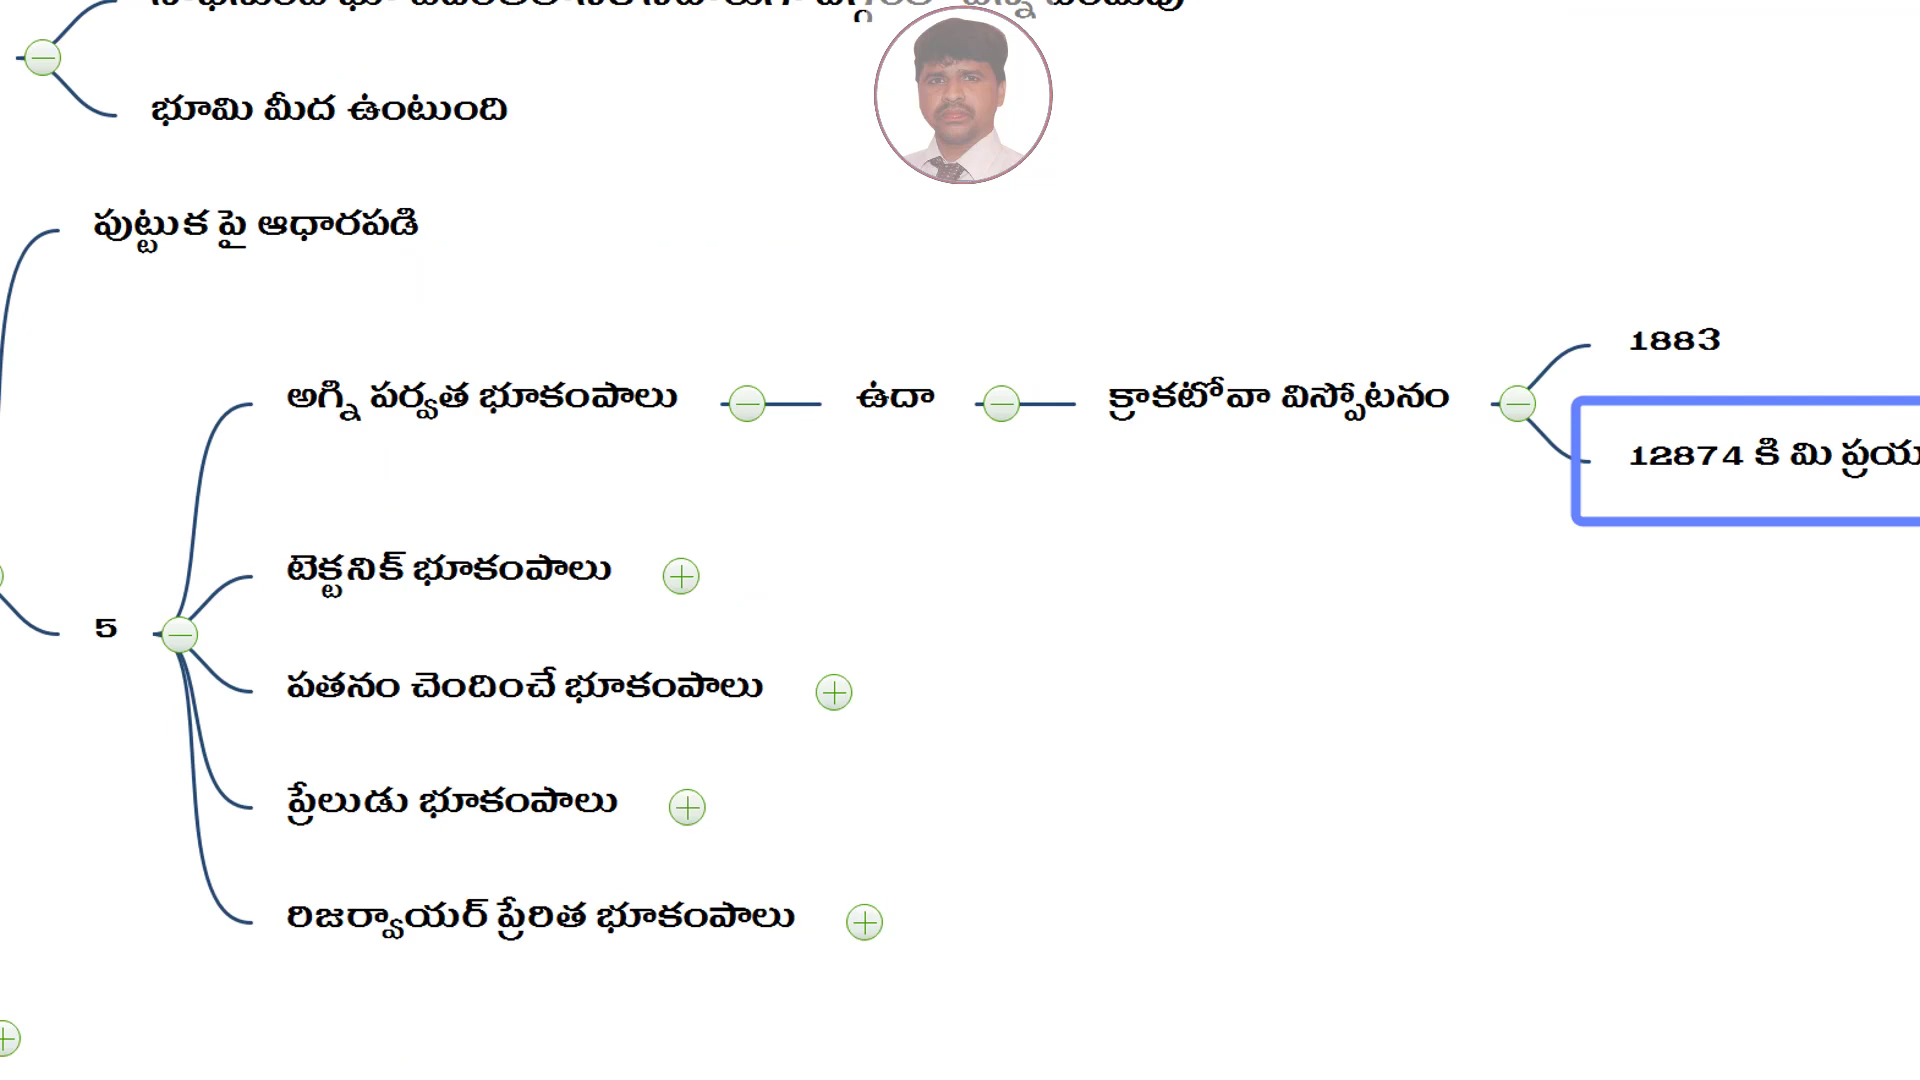 భూమి మీద ఉంటుంది
పుట్టుక పై ఆధారపడి
1883
అగ్ని పర్వత భూకంపాలు ఉదా క్రాకటోవా విస్పోటనం
12874 కి మి
టెక్టనిక్ భూకంపాలు
5
పతనం చెందించే భూకంపాలు
ప్రేలుడు భూకంపాలు
రిజర్వాయర్ ప్రేరిత భూకంపాలు